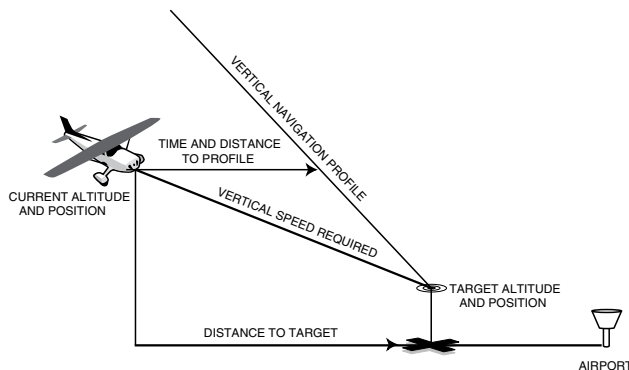 VERTICAL NAVIGATION PROFILE
TIME AND DISTANCE
TO PROFILE
CURRENT ALTITUDE
AND POSITION
VERTICAL SPEED REQUIRED
TARGET ALTITUDE
AND POSITION
DISTANCE TO TARGET
AIRPORT